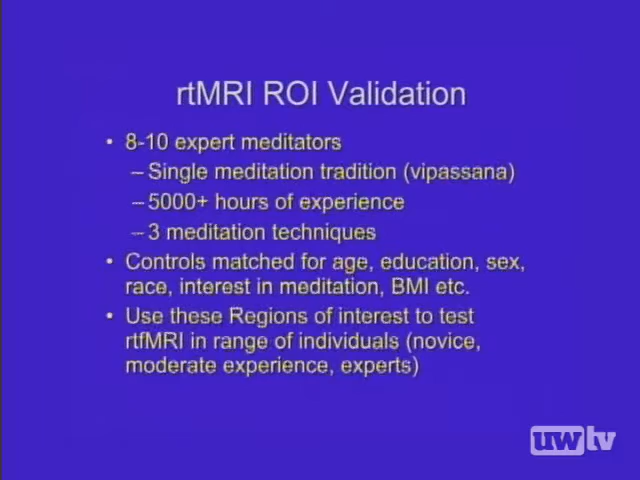 rtMRI ROI Validation
• 8-10 expert meditators
– Single meditation tradition (vipassana)
– 5000+ hours of experience
– 3 meditation techniques
• Controls matched for age, education, sex,
race, interest in meditation, BMI etc.
• Use these Regions of interest to test
rtfMRI in range of individuals (novice,
moderate experience, experts)
uwtv